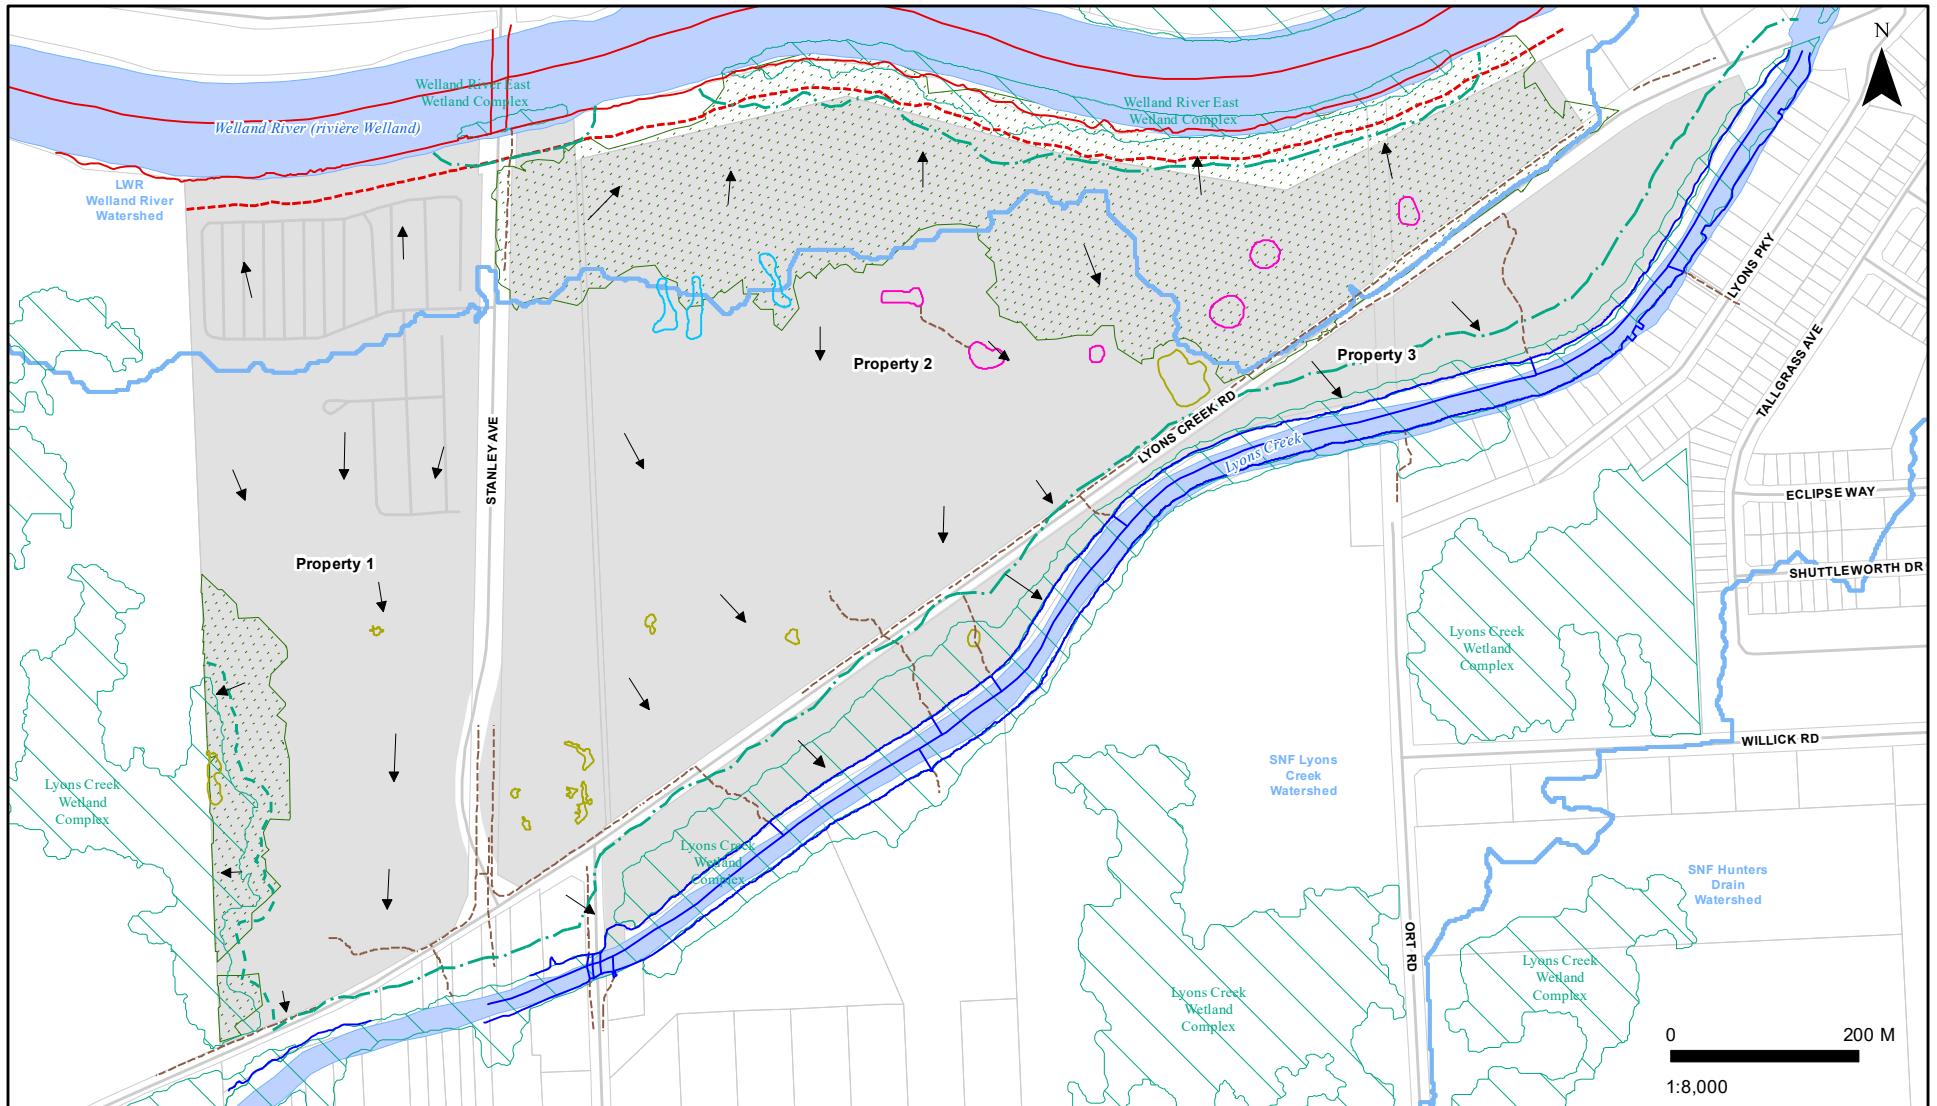 N
Welland River East
Wetland Complex
Welland River East
Wetland Complex
Welland River (rivière Welland)
LWR
Welland River
Watershed
Property 2
Property 3
LYONS PKY
TALLGRASS AVE
STANLEY AVE
LYONS CREEK RD
Lyons Creek
ECLIPSE WAY
SHUTTLEWORTH DR
Property 1
Lyons Creek
Wetland
Complex
WILLICK RD
SNF Lyons
Creek
Watershed
Lyons Creek
Wetland
Complex
Lyons Creek
Wetland
Complex
SNF Hunters
Drain
Watershed
ORT RD
Lyons Creek
Wetland
Complex
Lyons Creek
Wetland
Complex
0 200 M
1:8,000